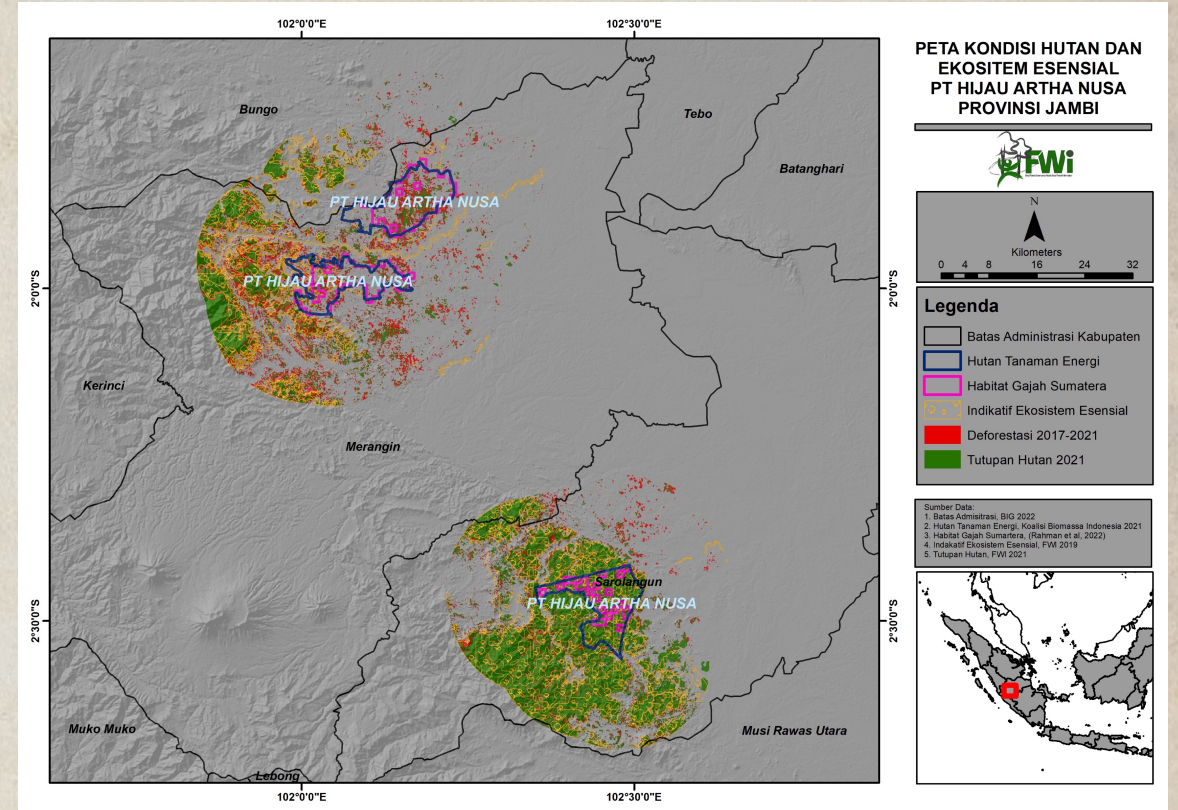 102°0'0"E
102°30'0"E
PETA KONDISI HUTAN DAN
EKOSITEM ESENSIAL
PT HIJAU ARTHA NUSA
PROVINSI JAMBI
FWi
N
Kilometers
0 4 8 16 24 32
Legenda
Batas Administrasi Kabupaten
Hutan Tanaman Energi
Habitat Gajah Sumatera
Indikatif Ekosistem Esensial
Deforestasi 2017-2021
Tutupan Hutan 2021
Sumber Data:
1. Batas Admisitrasi, BIG 2022
2. Hutan Tanaman Energi, Koalisi Biomassa Indonesia 2021
3. Habitat Gajah Sumartera, (Rahman et al, 2022)
4. Indakatif Ekosistem Esensial, FWI 2019
5. Tutupan Hutan, FWI 2021
Bungo
Tebo
Batanghari
PT HIJAU ARTHA NUSA
PT HIJAU ARTHA NUSA
2°0'0"S
2°0'0"S
Kerinci
Merangin
Sarolangun
PT HIJAU ARTHA NUSA
2°30'0"S
2°30'0"S
Muko Muko
Musi Rawas Utara
Lebong
102°0'0"E
102°30'0"E